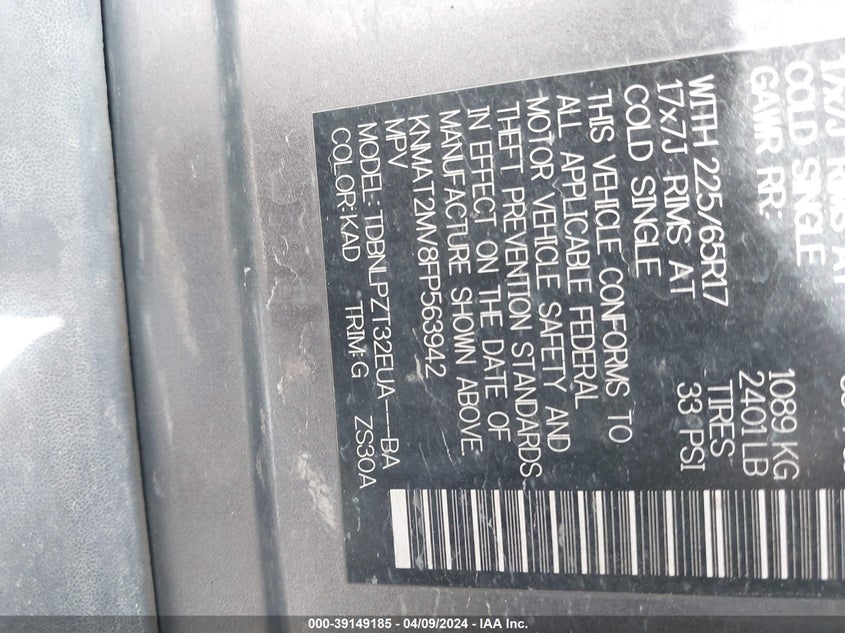 17x7J RIMS AT
COLD SINGLE
GAWR RR: 1089 KG
2401LB
WITH 225/65R17 TIRES
17x7J RIMS AT 33 PSI
COLD SINGLE
THIS VEHICLE CONFORMS TO
ALL APPLICABLE FEDERAL
MOTOR VEHICLE SAFETY AND
THEFT PREVENTION STANDARDS
IN EFFECT ON THE DATE OF
MANUFACTURE SHOWN ABOVE
KNMAT2MV8FP563942
MPV
MODEL: TDBNLPZT32EUA----BA
COLOR:KAD TRIM:G ZS30A
000-39149185 | 04/09/2024 - IAA Inc.